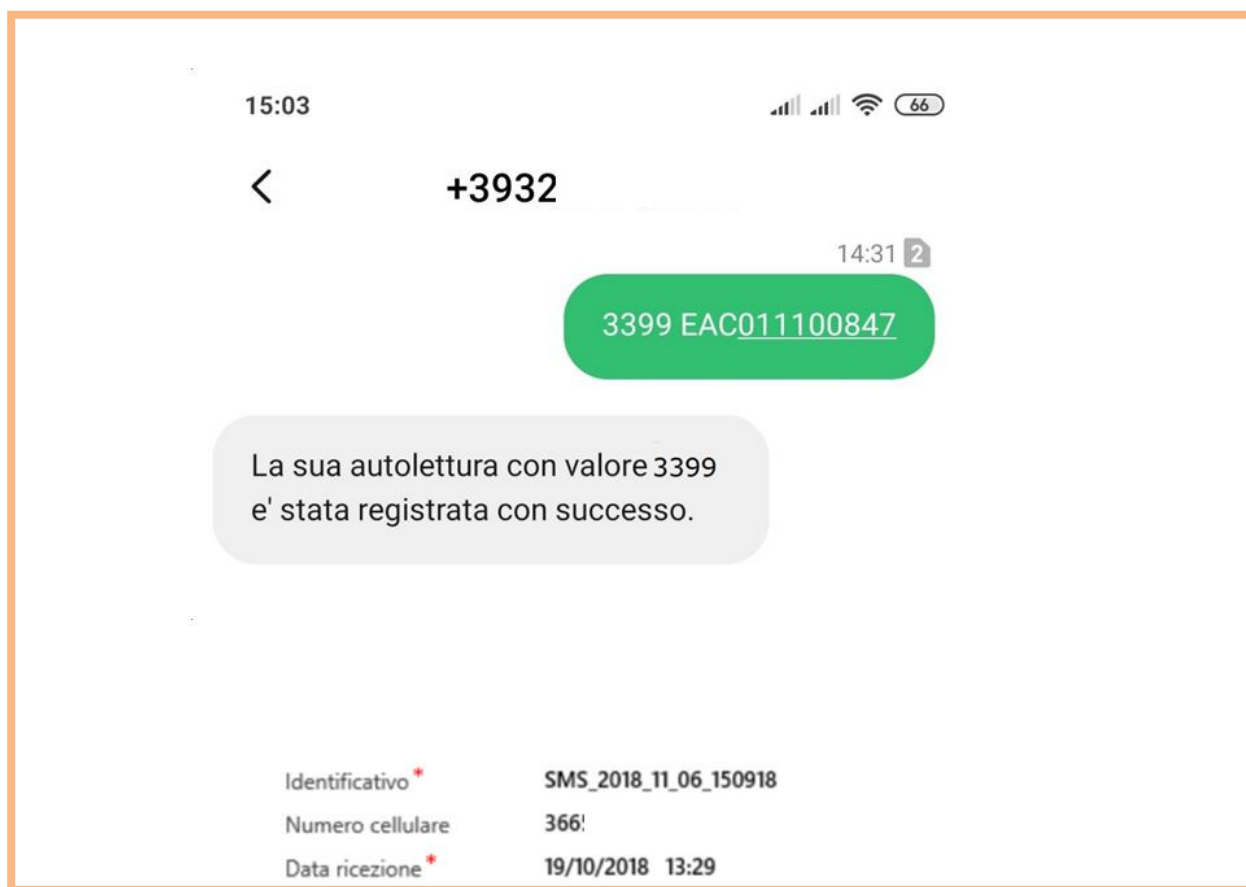 15:03
66
+3932
14:31 2
3399 EAC011100847
La sua autolettura con valore 3399
e' stata registrata con successo.
Identificativo * SMS_2018_11_06_150918
Numero cellulare 366
Data ricezione * 19/10/2018 13:29